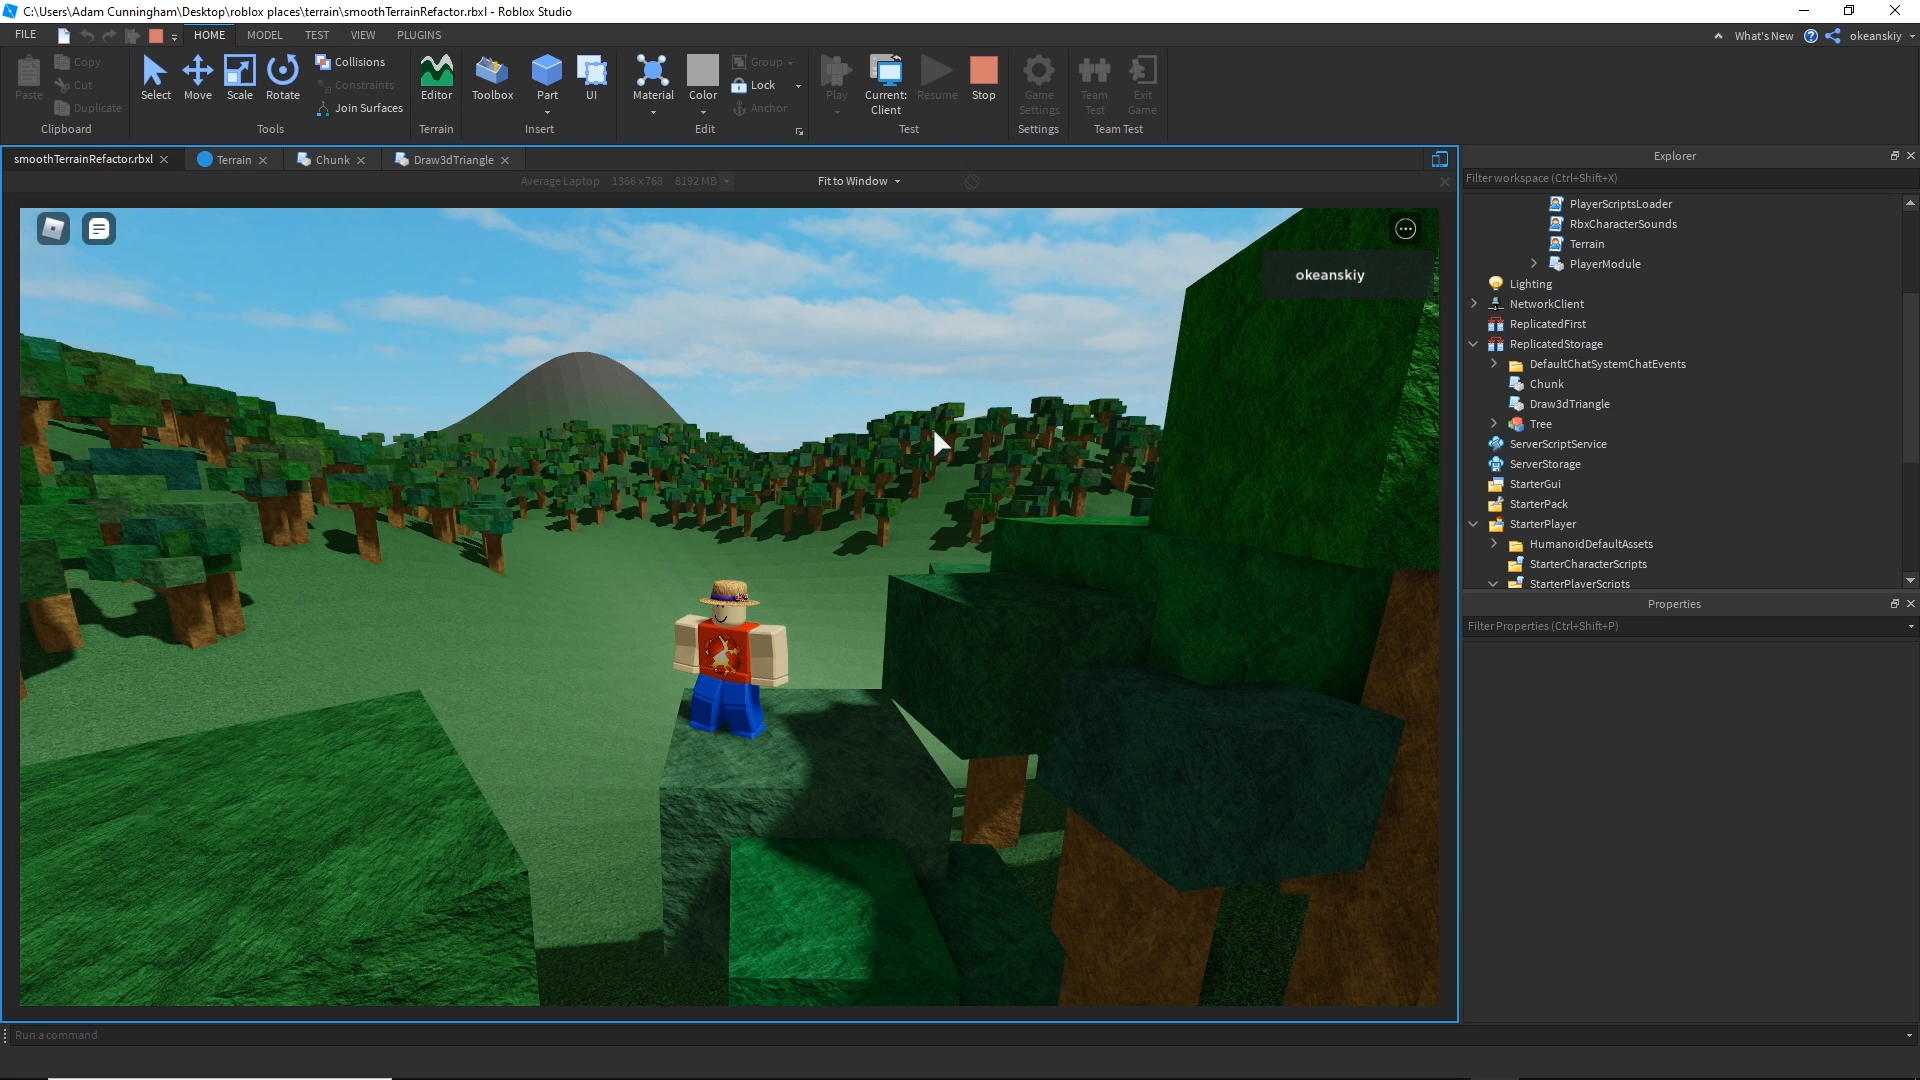 C:\Users\Adam Cunningham\Desktop\roblox places\terrain\smoothTerrainRefactor.rbxl - Roblox Studio
FILE HOME MODEL TEST VIEW PLUGINS What's New okeanskiy
Paste Copy Cut Duplicate
Clipboard
Select Move Scale Rotate Collisions Constraints Join Surfaces
Tools
Editor
Terrain
Toolbox Part UI
Insert
Material Color Group Lock Anchor
Edit
Play Current: Client Resume Stop
Test
Game Settings
Settings
Team Test Exit Game
Team Test
smoothTerrainRefactor.rbxl Terrain Chunk Draw3dTriangle
Average Laptop 1366 x 768 8192 MB Fit to Window
okeanskiy
Explorer
Filter workspace (Ctrl+Shift+X)
PlayerScriptsLoader
RbxCharacterSounds
Terrain
PlayerModule
Lighting
NetworkClient
ReplicatedFirst
ReplicatedStorage
DefaultChatSystemChatEvents
Chunk
Draw3dTriangle
Tree
ServerScriptService
ServerStorage
StarterGui
StarterPack
StarterPlayer
HumanoidDefaultAssets
StarterCharacterScripts
StarterPlayerScripts
Properties
Filter Properties (Ctrl+Shift+P)
Run a command